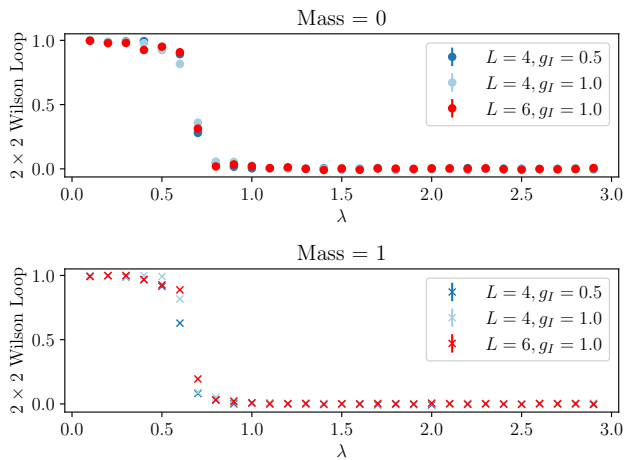 Mass = 0
2 × 2 Wilson Loop
1.0
0.5
0.0
L = 4, g_I = 0.5
L = 4, g_I = 1.0
L = 6, g_I = 1.0
0.0 0.5 1.0 1.5 2.0 2.5 3.0
λ
Mass = 1
2 × 2 Wilson Loop
1.0
0.5
0.0
L = 4, g_I = 0.5
L = 4, g_I = 1.0
L = 6, g_I = 1.0
0.0 0.5 1.0 1.5 2.0 2.5 3.0
λ